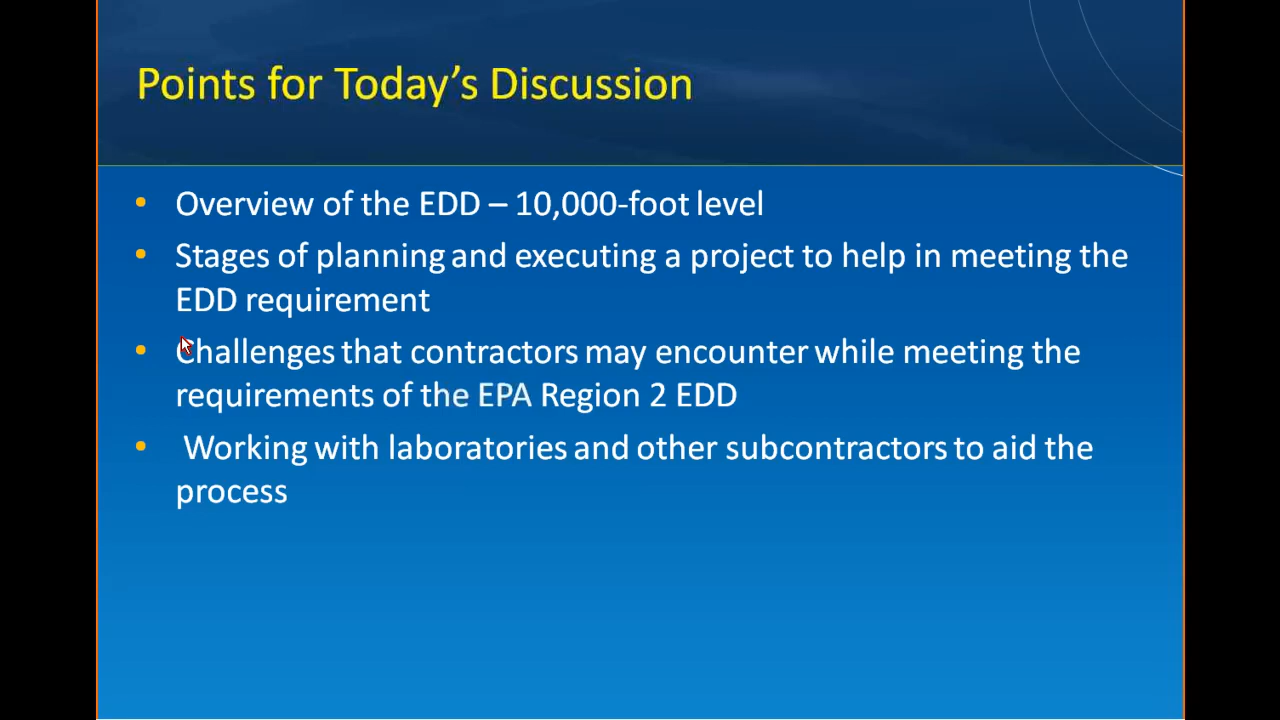 Points for Today’s Discussion
• Overview of the EDD – 10,000-foot level
• Stages of planning and executing a project to help in meeting the
EDD requirement
• Challenges that contractors may encounter while meeting the
requirements of the EPA Region 2 EDD
• Working with laboratories and other subcontractors to aid the
process